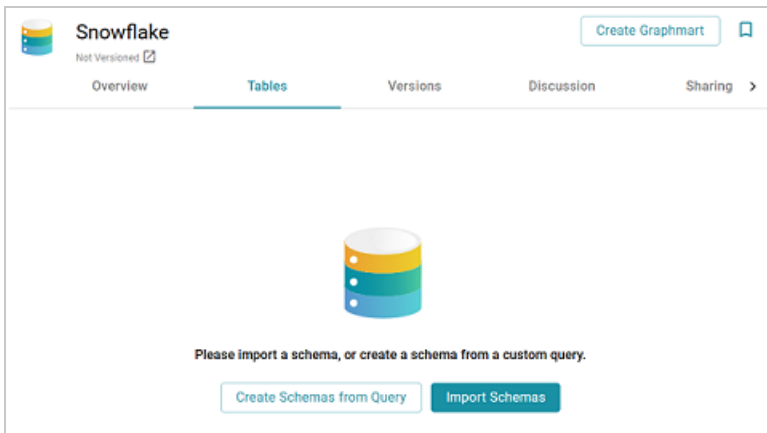 Snowflake
Create Graphmart
Not Versioned
Overview Tables Versions Discussion Sharing
Please import a schema, or create a schema from a custom query.
Create Schemas from Query Import Schemas